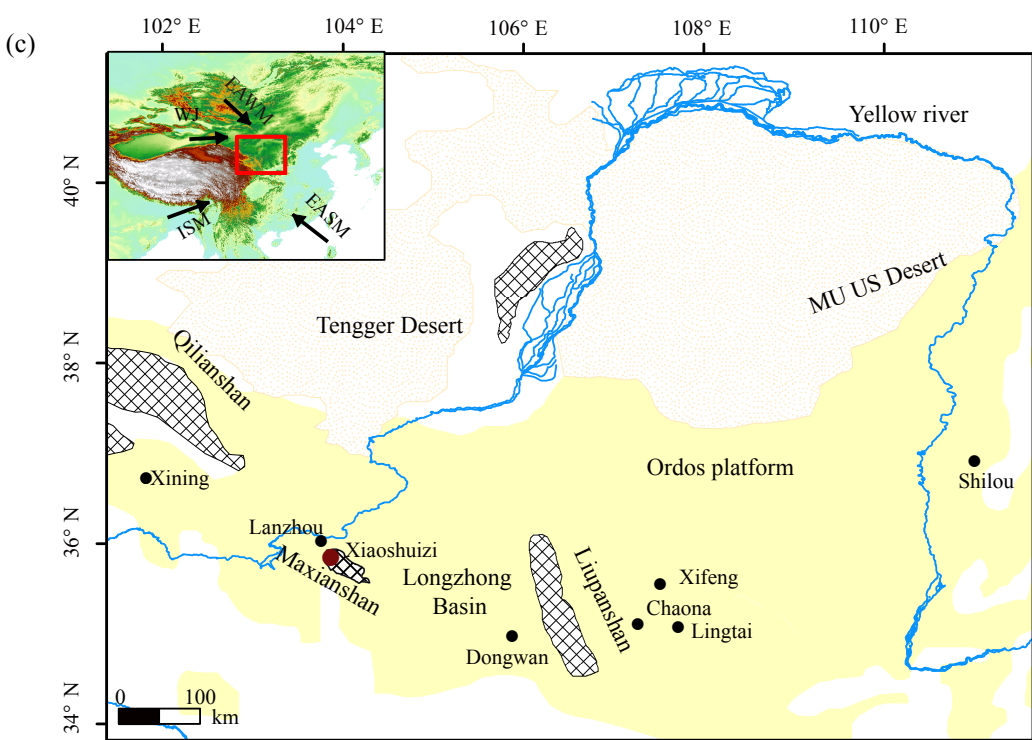 (c)
102° E
104° E
106° E
108° E
110° E
40° N
38° N
36° N
34° N
EAWM
WJ
ISM
EASM
Yellow river
MU US Desert
Tengger Desert
Qilianshan
Xining
Ordos platform
Shilou
Lanzhou
Xiaoshuizi
Maxianshan
Longzhong
Basin
Liupanshan
Xifeng
Chaona
Lingtai
Dongwan
0 100
km